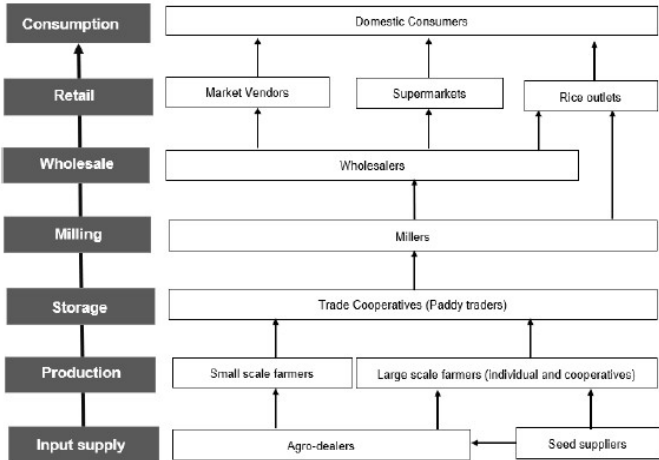 Consumption
Domestic Consumers
Retail
Market Vendors
Supermarkets
Rice outlets
Wholesale
Wholesalers
Milling
Millers
Storage
Trade Cooperatives (Paddy traders)
Production
Small scale farmers
Large scale farmers (individual and cooperatives)
Input supply
Agro-dealers
Seed suppliers